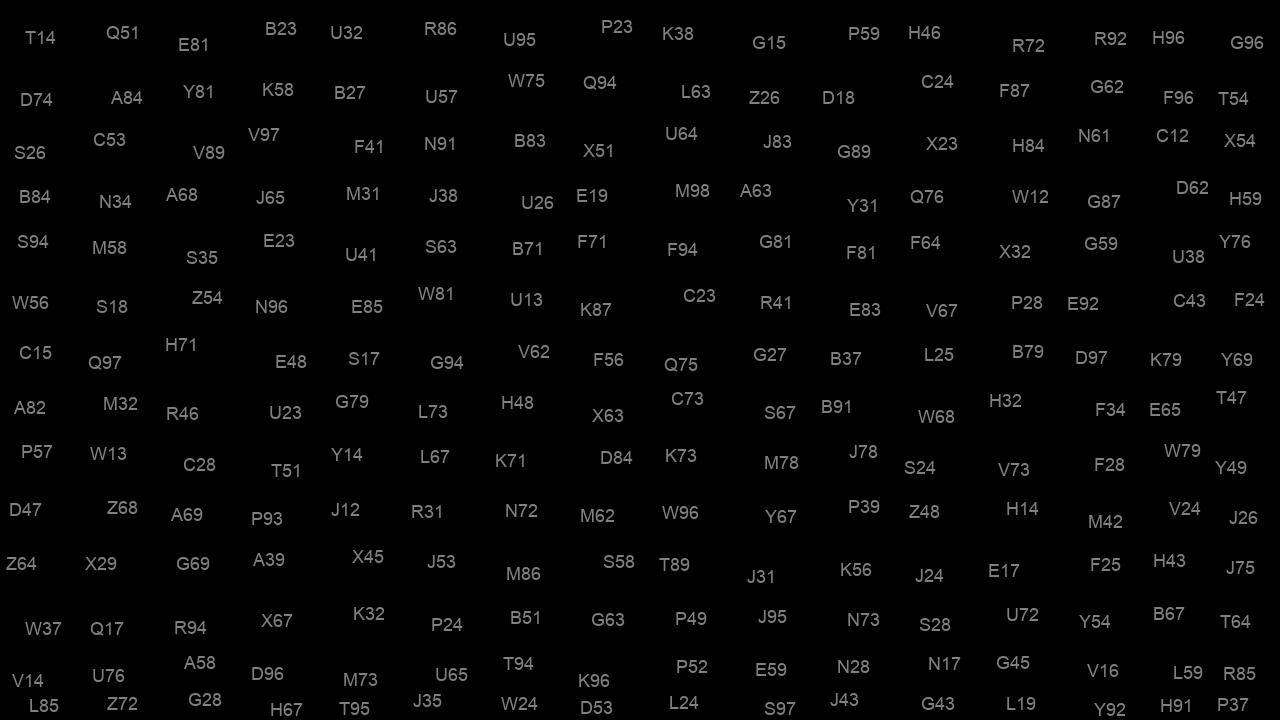 T14 Q51 E81 B23 U32 R86 U95 P23 K38 G15 P59 H46 R72 R92 H96 G96
D74 A84 Y81 K58 B27 U57 W75 Q94 L63 Z26 D18 C24 F87 G62 F96 T54
S26 C53 V89 V97 F41 N91 B83 X51 U64 J83 G89 X23 H84 N61 C12 X54
B84 N34 A68 J65 M31 J38 U26 E19 M98 A63 Y31 Q76 W12 G87 D62 H59
S94 M58 S35 E23 U41 S63 B71 F71 F94 G81 F81 F64 X32 G59 U38 Y76
W56 S18 Z54 N96 E85 W81 U13 K87 C23 R41 E83 V67 P28 E92 C43 F24
C15 Q97 H71 E48 S17 G94 V62 F56 Q75 G27 B37 L25 B79 D97 K79 Y69
A82 M32 R46 U23 G79 L73 H48 X63 C73 S67 B91 W68 H32 F34 E65 T47
P57 W13 C28 T51 Y14 L67 K71 D84 K73 M78 J78 S24 V73 F28 W79 Y49
D47 Z68 A69 P93 J12 R31 N72 M62 W96 Y67 P39 Z48 H14 M42 V24 J26
Z64 X29 G69 A39 X45 J53 M86 S58 T89 J31 K56 J24 E17 F25 H43 J75
W37 Q17 R94 X67 K32 P24 B51 G63 P49 J95 N73 S28 U72 Y54 B67 T64
V14 U76 A58 D96 M73 U65 T94 K96 P52 E59 N28 N17 G45 V16 L59 R85
L85 Z72 G28 H67 T95 J35 W24 D53 L24 S97 J43 G43 L19 Y92 H91 P37